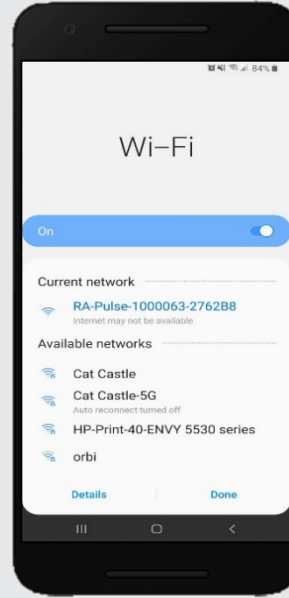 84%
Wi-Fi
On
Current network
RA-Pulse-1000063-2762B8
Internet may not be available
Available networks
Cat Castle
Cat Castle-5G
Auto reconnect turned off
HP-Print-40-ENVY 5530 series
orbi
Details
Done